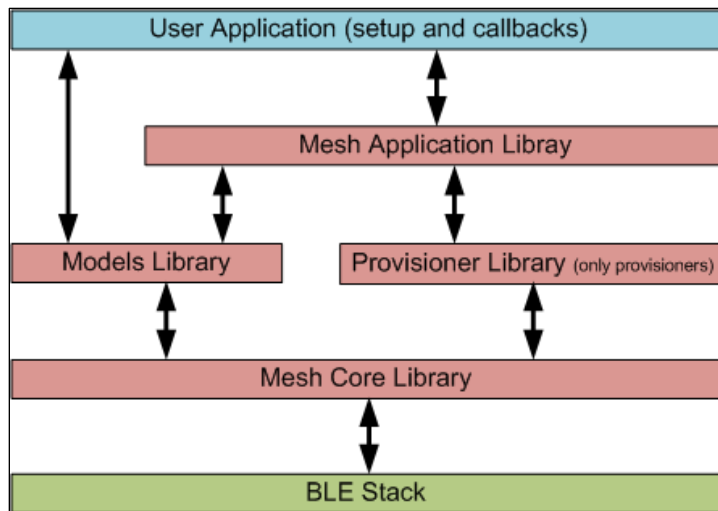 User Application (setup and callbacks)
Mesh Application Libray
Models Library
Provisioner Library (only provisioners)
Mesh Core Library
BLE Stack